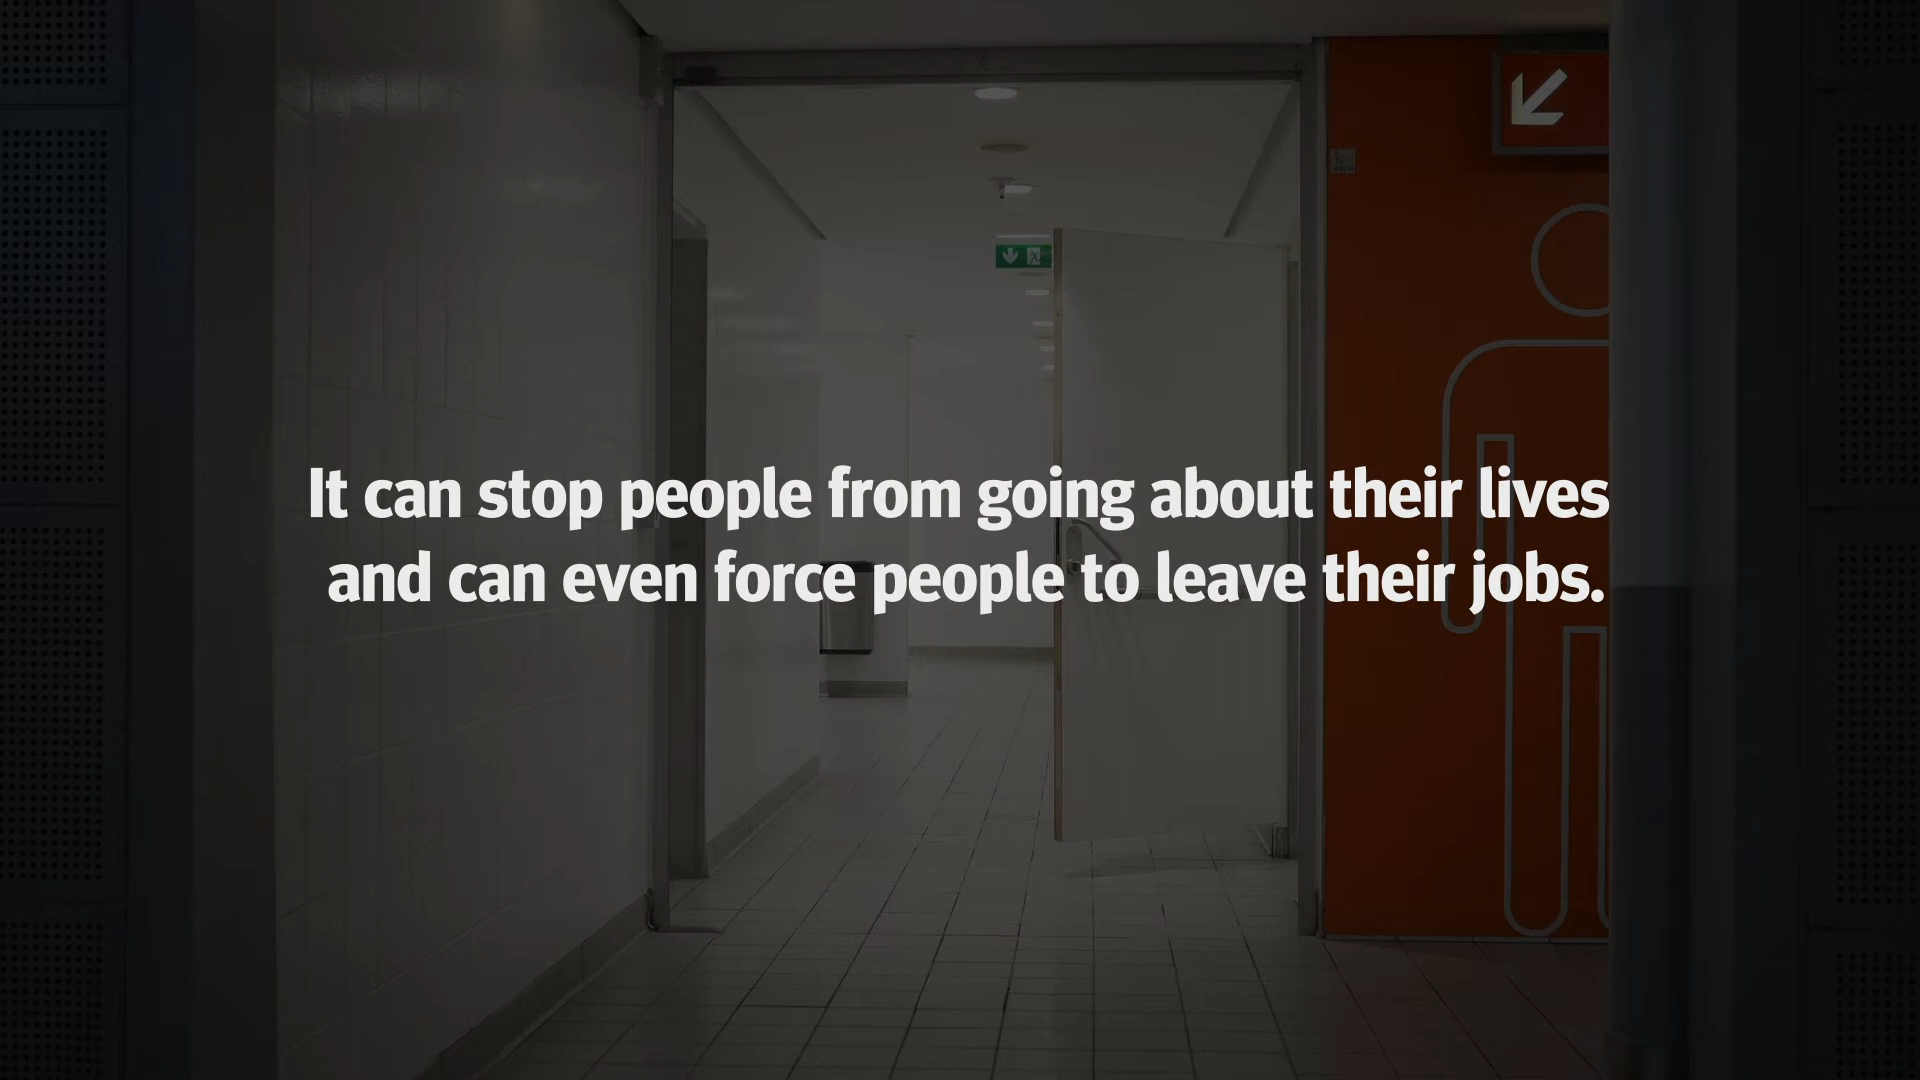 It can stop people from going about their lives
and can even force people to leave their jobs.